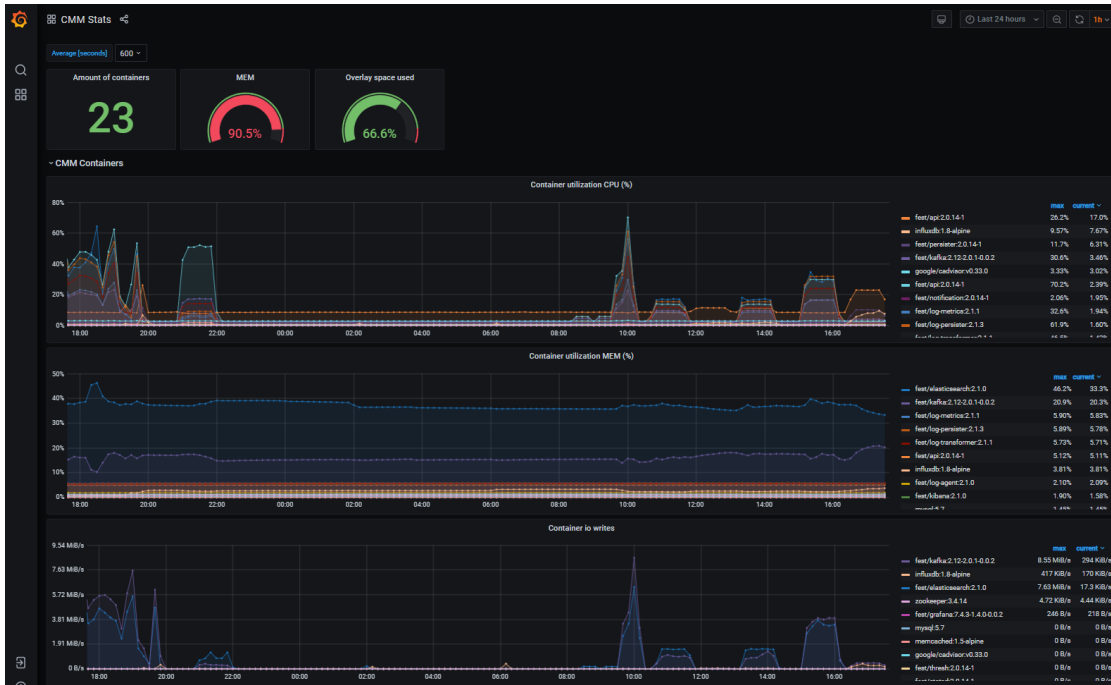 CMM Stats
Last 24 hours
1h
Average [seconds] 600
Amount of containers
23
MEM
90.5%
Overlay space used
66.6%
CMM Containers
Container utilization CPU (%)
80%
60%
40%
20%
0%
18:00 20:00 22:00 00:00 02:00 04:00 06:00 08:00 10:00 12:00 14:00 16:00
max current
fest/api:2.0.14-1 26.2% 17.0%
influxdb:1.8-alpine 9.57% 7.67%
fest/persister:2.0.14-1 11.7% 6.31%
fest/kafka:2.12-2.0.1-0.0.2 30.6% 3.46%
google/cadvisor:v0.33.0 3.33% 3.02%
fest/api:2.0.14-1 70.2% 2.39%
fest/notification:2.0.14-1 2.06% 1.95%
fest/log-metrics:2.1.1 32.6% 1.94%
fest/log-persister:2.1.3 61.9% 1.60%
Container utilization MEM (%)
50%
40%
30%
20%
10%
0%
18:00 20:00 22:00 00:00 02:00 04:00 06:00 08:00 10:00 12:00 14:00 16:00
max current
fest/elasticsearch:2.1.0 46.2% 33.3%
fest/kafka:2.12-2.0.1-0.0.2 20.9% 20.3%
fest/log-metrics:2.1.1 5.90% 5.83%
fest/log-persister:2.1.3 5.89% 5.78%
fest/log-transformer:2.1.1 5.73% 5.71%
fest/api:2.0.14-1 5.12% 5.11%
influxdb:1.8-alpine 3.81% 3.81%
fest/log-agent:2.1.0 2.10% 2.09%
fest/kibana:2.1.0 1.90% 1.58%
mysql:5.7 1.45% 1.45%
Container io writes
9.54 MiB/s
7.63 MiB/s
5.72 MiB/s
3.81 MiB/s
1.91 MiB/s
0 B/s
18:00 20:00 22:00 00:00 02:00 04:00 06:00 08:00 10:00 12:00 14:00 16:00
max current
fest/kafka:2.12-2.0.1-0.0.2 8.55 MiB/s 294 KiB/s
influxdb:1.8-alpine 417 KiB/s 170 KiB/s
fest/elasticsearch:2.1.0 7.63 MiB/s 17.3 KiB/s
zookeeper:3.4.14 4.72 KiB/s 4.44 KiB/s
fest/grafana:7.4.3-1.4.0-0.0.2 246 B/s 218 B/s
mysql:5.7 0 B/s 0 B/s
memcached:1.5-alpine 0 B/s 0 B/s
google/cadvisor:v0.33.0 0 B/s 0 B/s
fest/thresh:2.0.14-1 0 B/s 0 B/s